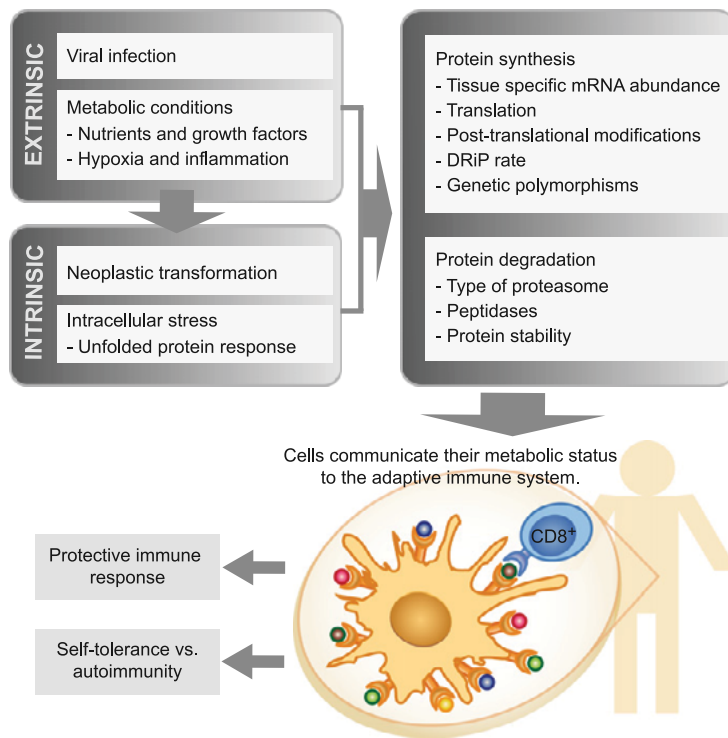 EXTRINSIC
Viral infection
Metabolic conditions
- Nutrients and growth factors
- Hypoxia and inflammation
INTRINSIC
Neoplastic transformation
Intracellular stress
- Unfolded protein response
Protein synthesis
- Tissue specific mRNA abundance
- Translation
- Post-translational modifications
- DRiP rate
- Genetic polymorphisms
Protein degradation
- Type of proteasome
- Peptidases
- Protein stability
Cells communicate their metabolic status
to the adaptive immune system.
CD8+
Protective immune
response
Self-tolerance vs.
autoimmunity